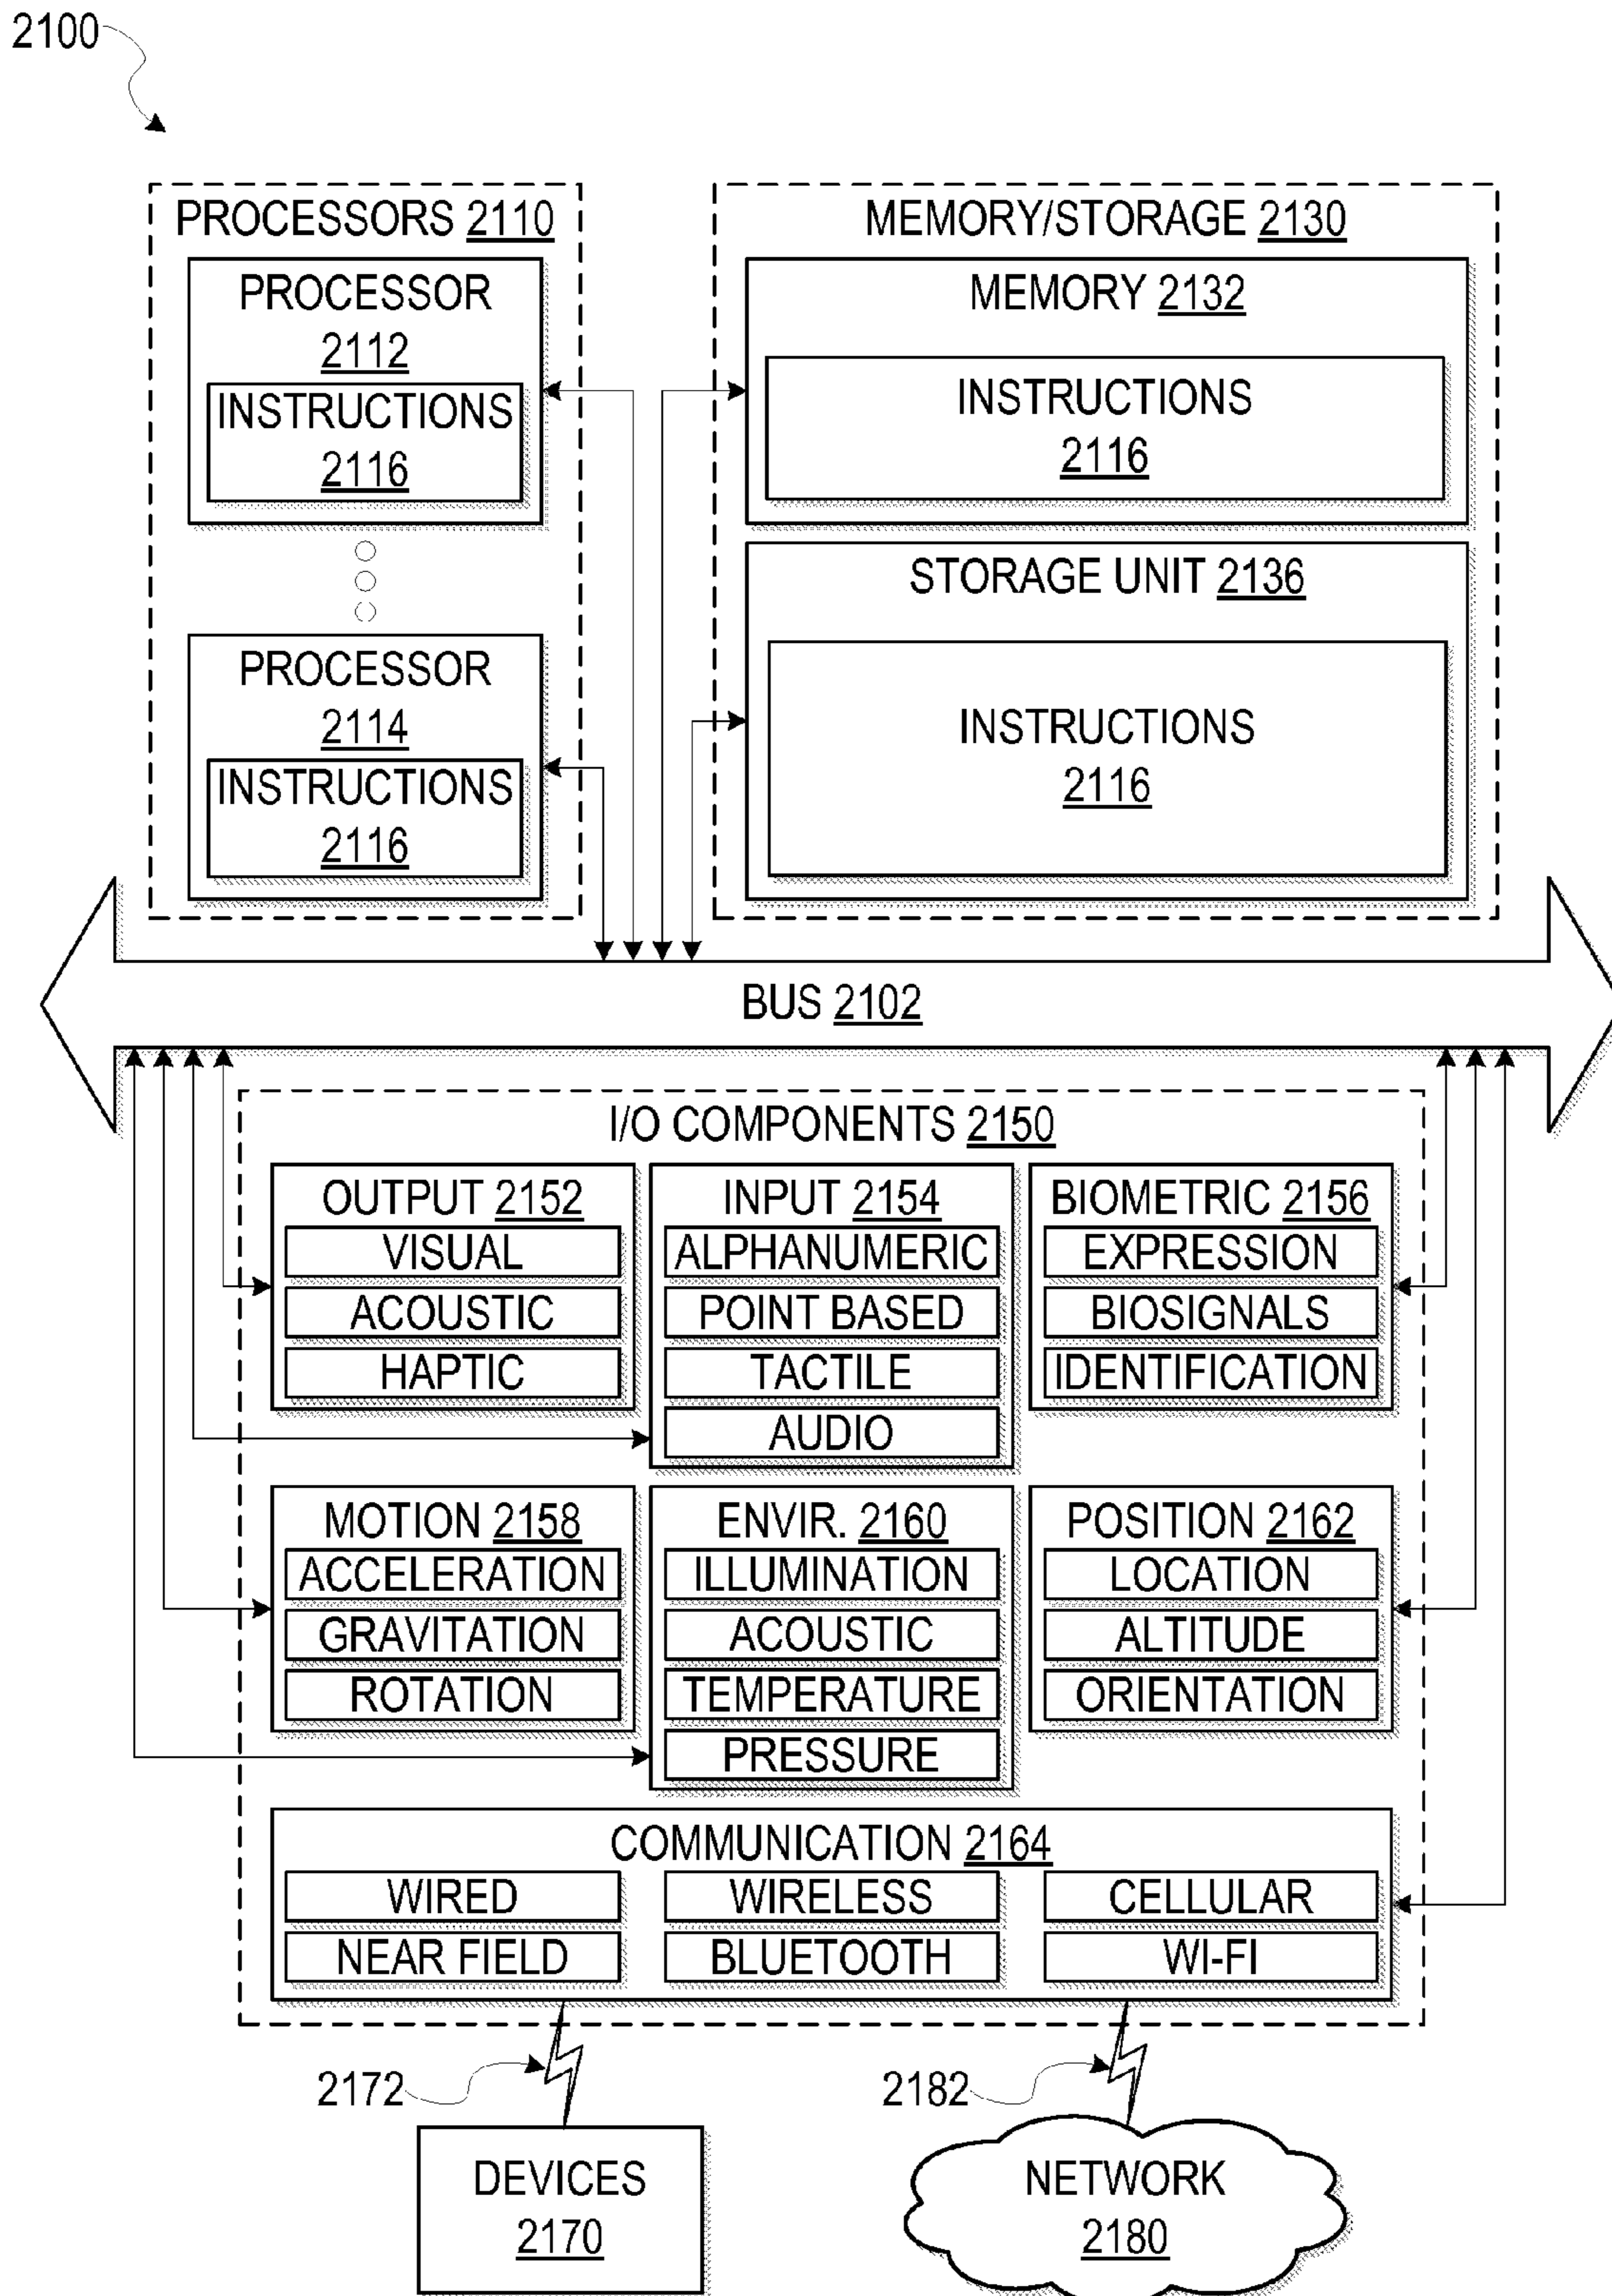 2100
PROCESSORS 2110
PROCESSOR
2112
INSTRUCTIONS
2116
PROCESSOR
2114
INSTRUCTIONS
2116
MEMORY/STORAGE 2130
MEMORY 2132
INSTRUCTIONS
2116
STORAGE UNIT 2136
INSTRUCTIONS
2116
BUS 2102
I/O COMPONENTS 2150
OUTPUT 2152
VISUAL
ACOUSTIC
HAPTIC
INPUT 2154
ALPHANUMERIC
POINT BASED
TACTILE
AUDIO
BIOMETRIC 2156
EXPRESSION
BIOSIGNALS
IDENTIFICATION
MOTION 2158
ACCELERATION
GRAVITATION
ROTATION
ENVIR. 2160
ILLUMINATION
ACOUSTIC
TEMPERATURE
PRESSURE
POSITION 2162
LOCATION
ALTITUDE
ORIENTATION
COMMUNICATION 2164
WIRED
WIRELESS
CELLULAR
NEAR FIELD
BLUETOOTH
WI-FI
2172
2182
DEVICES
2170
NETWORK
2180